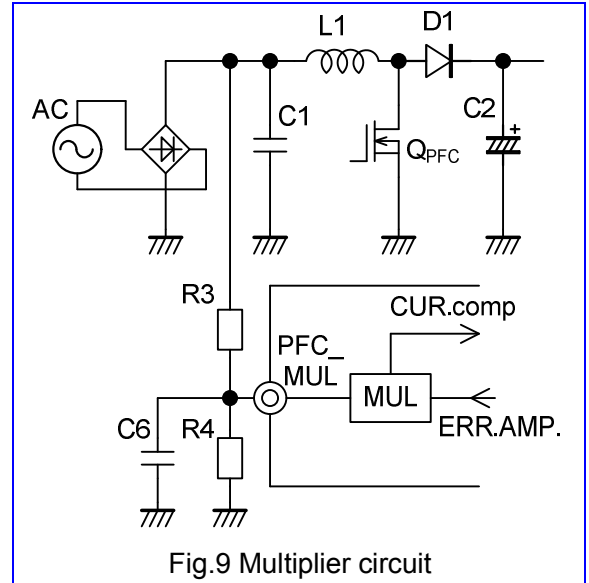 L1
D1
AC
C1
C2
+
Q_PFC
R3
CUR.comp
PFC_
MUL
MUL
ERR.AMP.
C6
R4
Fig.9 Multiplier circuit